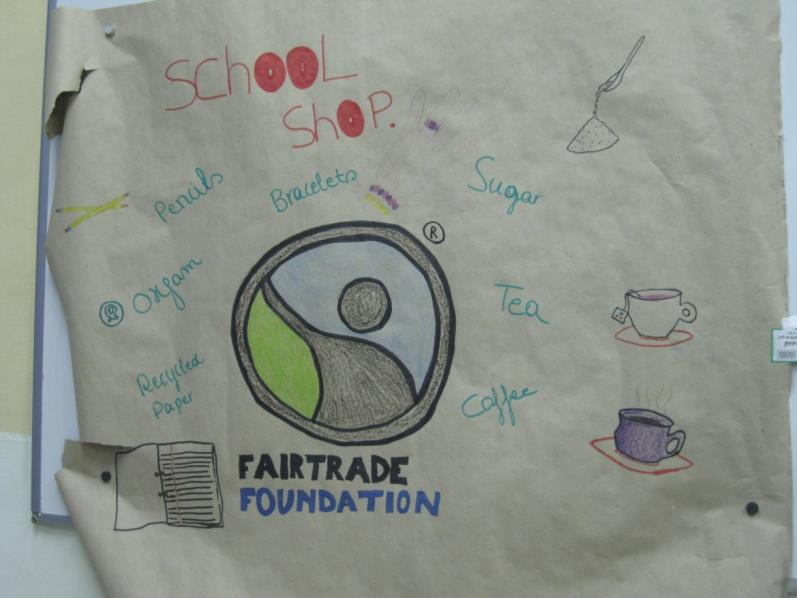 SChOOL
ShOP.
Pencils
Bracelets
Sugar
®
Oxfam
Tea
Recycled
Paper
Coffee
FAIRTRADE
FOUNDATION